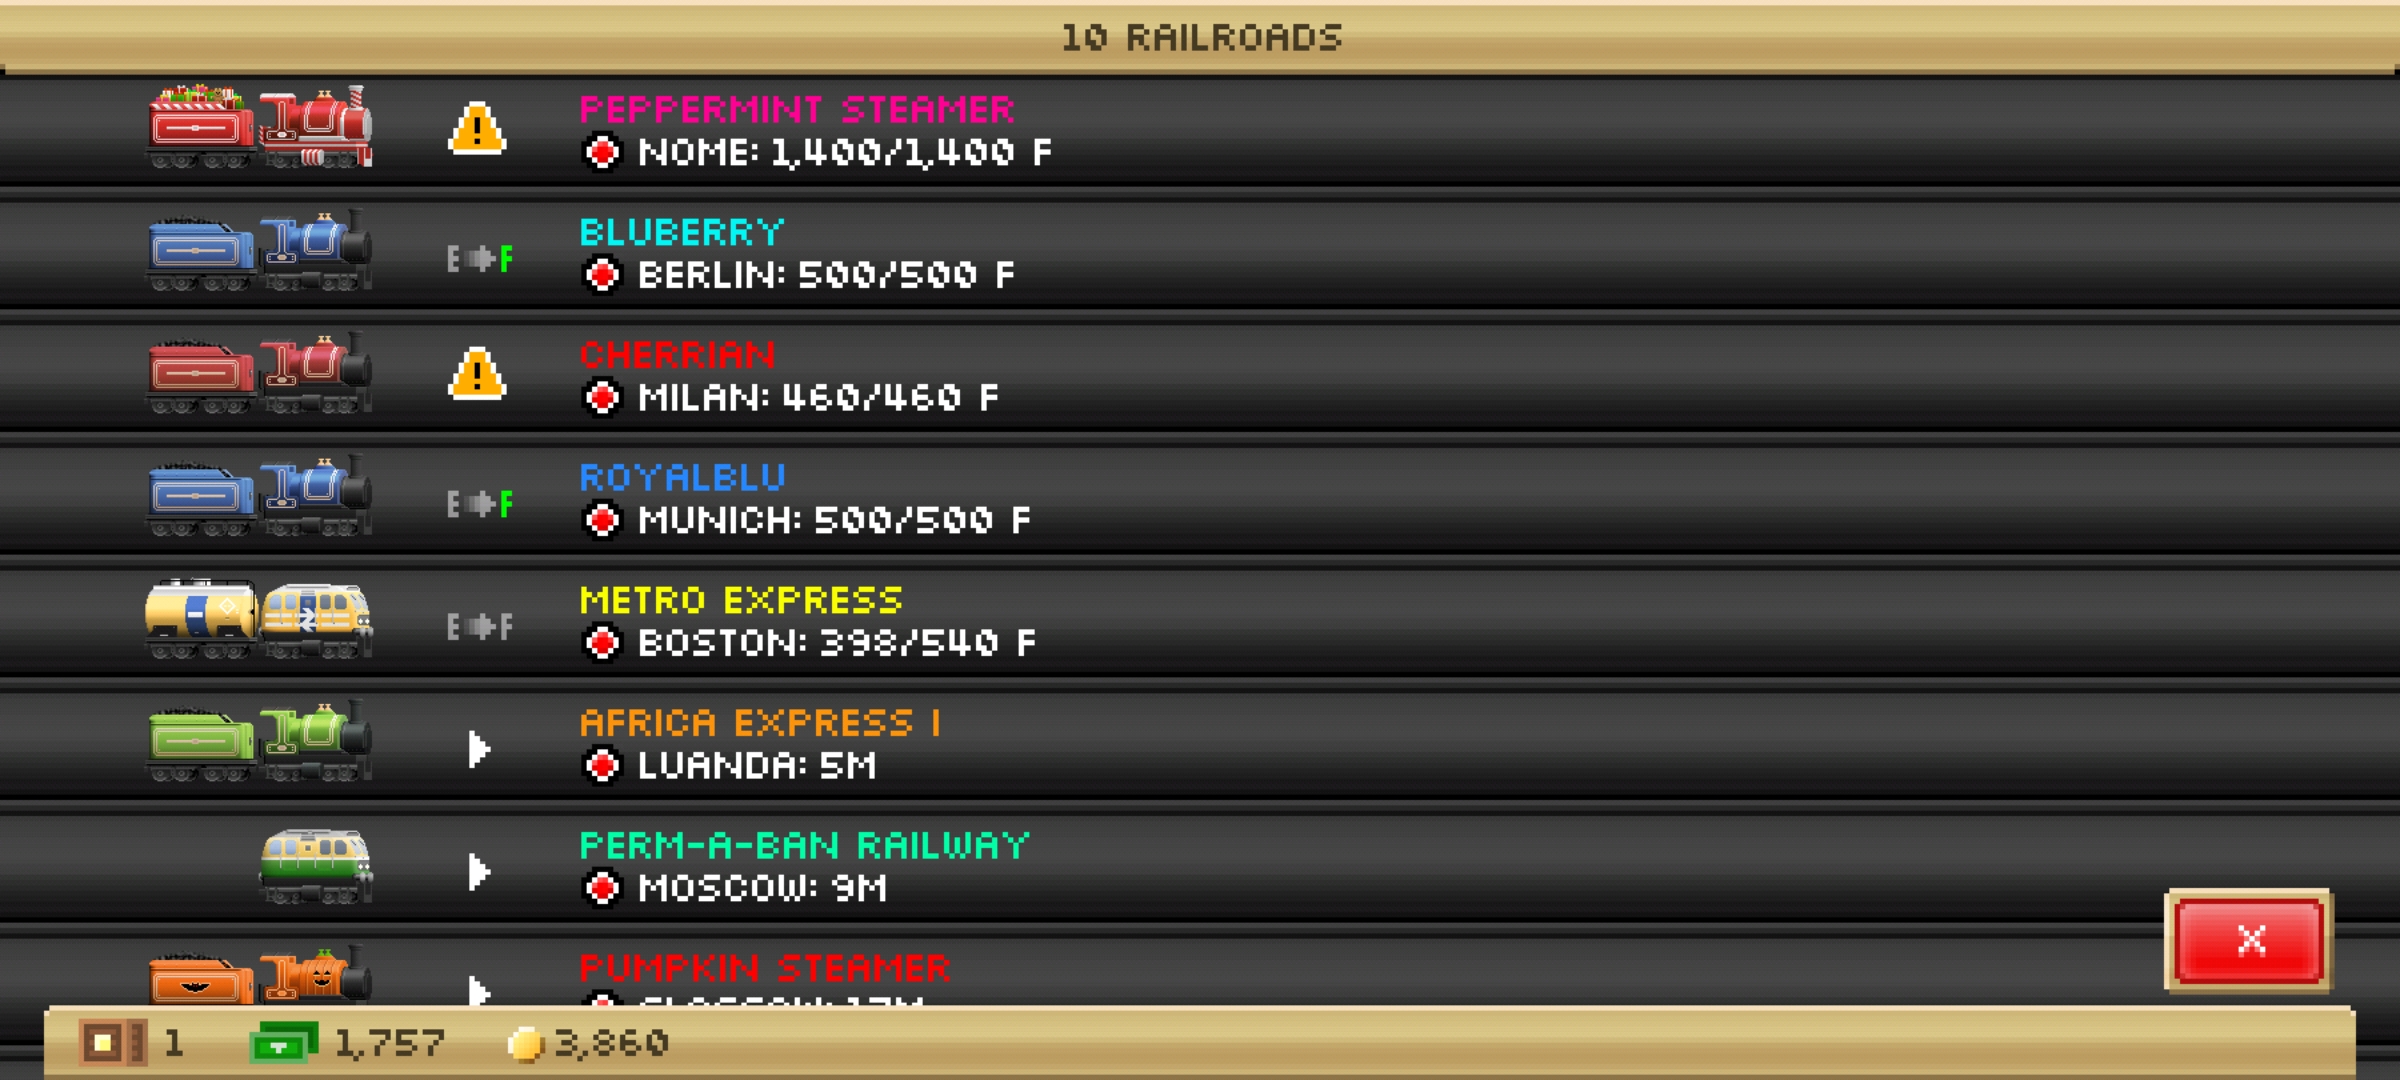 10 RAILROADS
PEPPERMINT STEAMER
NOME: 1,400/1,400 F
BLUBERRY
E F
BERLIN: 500/500 F
CHERRIAN
MILAN: 460/460 F
ROYALBLU
E F
MUNICH: 500/500 F
METRO EXPRESS
E F
BOSTON: 398/540 F
AFRICA EXPRESS I
LUANDA: 5M
PERM-A-BAN RAILWAY
MOSCOW: 9M
PUMPKIN STEAMER
X
1 1,757 3,860